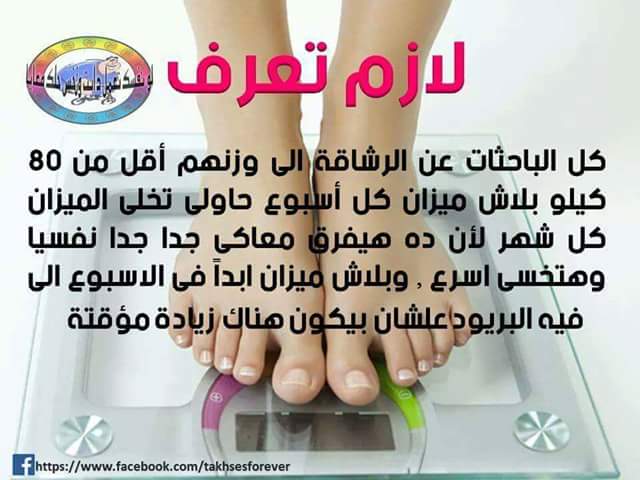 لازم تعرف
كل الباحثات عن الرشاقة الى وزنهم أقل من 80
كيلو بلاش ميزان كل أسبوع حاولى تخلى الميزان
كل شهر لأن ده هيفرق معاكى جدا جدا نفسيا
وهتخسى اسرع , وبلاش ميزان ابداً فى الاسبوع الى
فيه البريود علشان بيكون هناك زيادة مؤقتة
https://www.facebook.com/takhsesforever